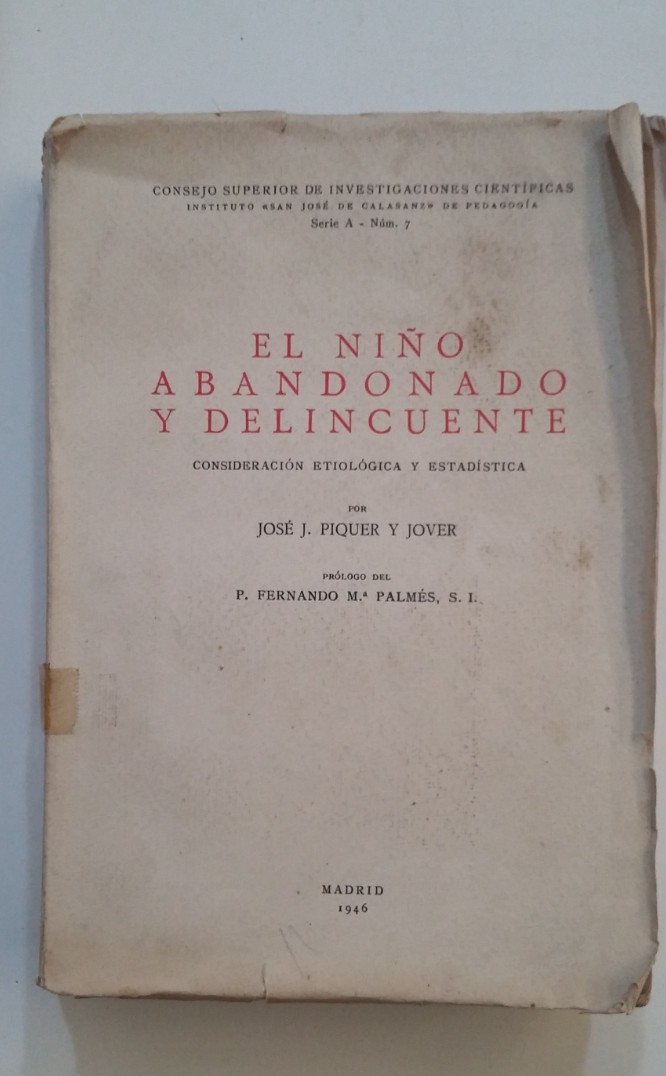 CONSEJO SUPERIOR DE INVESTIGACIONES CIENTÍFICAS
INSTITUTO «SAN JOSÉ DE CALASANZ» DE PEDAGOGÍA
Serie A - Núm. 7
EL NIÑO
ABANDONADO
Y DELINCUENTE
CONSIDERACIÓN ETIOLÓGICA Y ESTADÍSTICA
POR
JOSÉ J. PIQUER Y JOVER
PRÓLOGO DEL
P. FERNANDO M.ª PALMÉS, S. I.
MADRID
1946